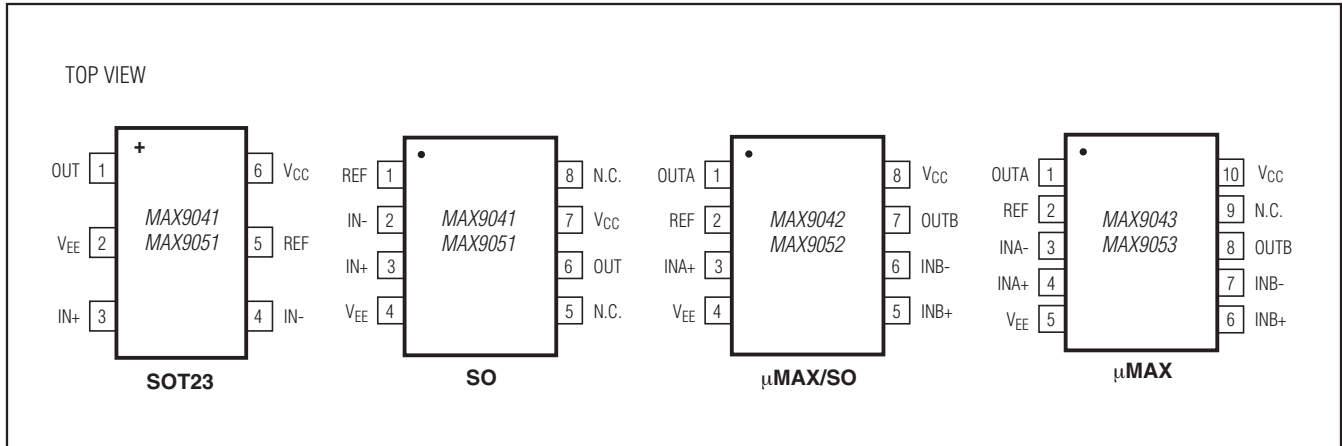 TOP VIEW
OUT 1
VEE 2
IN+ 3
+
MAX9041
MAX9051
6 VCC
5 REF
4 IN-
SOT23
REF 1
IN- 2
IN+ 3
VEE 4
MAX9041
MAX9051
8 N.C.
7 VCC
6 OUT
5 N.C.
SO
OUTA 1
REF 2
INA+ 3
VEE 4
MAX9042
MAX9052
8 VCC
7 OUTB
6 INB-
5 INB+
µMAX/SO
OUTA 1
REF 2
INA- 3
INA+ 4
VEE 5
MAX9043
MAX9053
10 VCC
9 N.C.
8 OUTB
7 INB-
6 INB+
µMAX